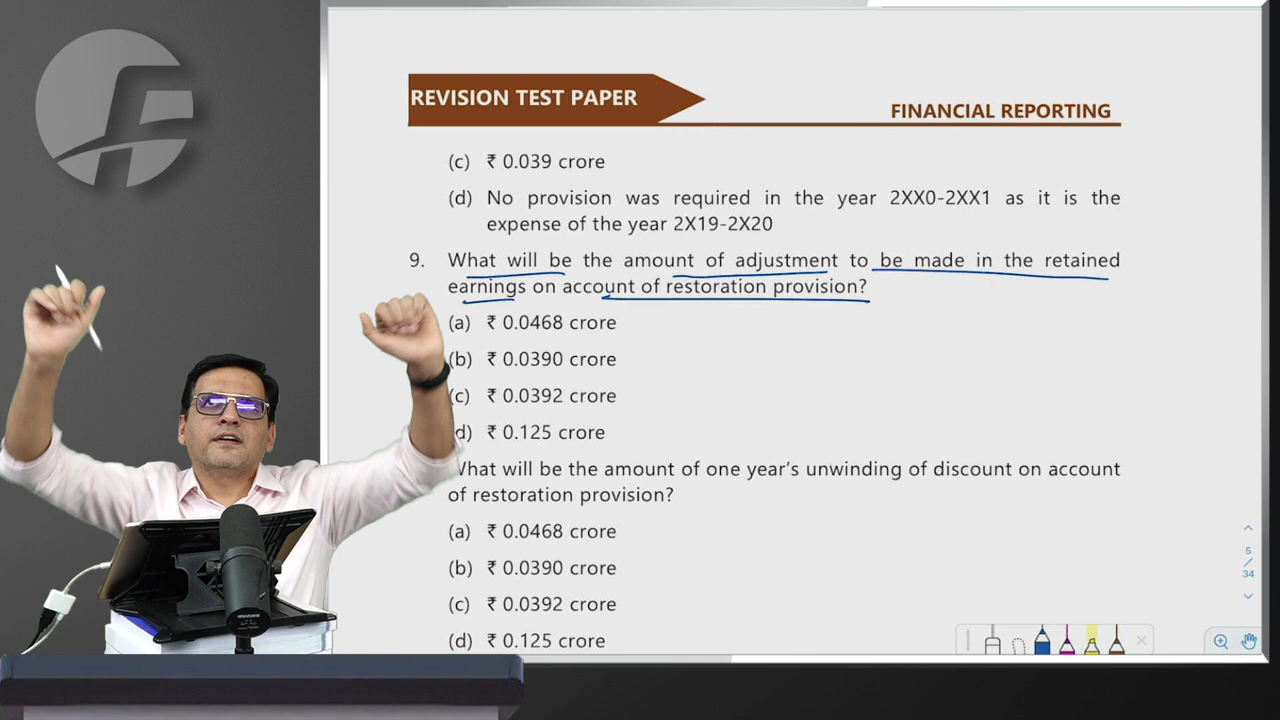 REVISION TEST PAPER
FINANCIAL REPORTING
(c) ₹ 0.039 crore
(d) No provision was required in the year 2XX0-2XX1 as it is the
expense of the year 2X19-2X20
9. What will be the amount of adjustment to be made in the retained
earnings on account of restoration provision?
(a) ₹ 0.0468 crore
(b) ₹ 0.0390 crore
(c) ₹ 0.0392 crore
d) ₹ 0.125 crore
What will be the amount of one year's unwinding of discount on account
of restoration provision?
(a) ₹ 0.0468 crore
(b) ₹ 0.0390 crore
(c) ₹ 0.0392 crore
(d) ₹ 0.125 crore
5
/
34